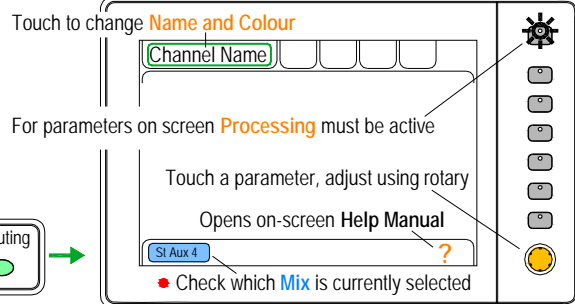 Touch to change Name and Colour
Channel Name
For parameters on screen Processing must be active
Touch a parameter, adjust using rotary
Opens on-screen Help Manual
uting
St Aux 4
?
Check which Mix is currently selected